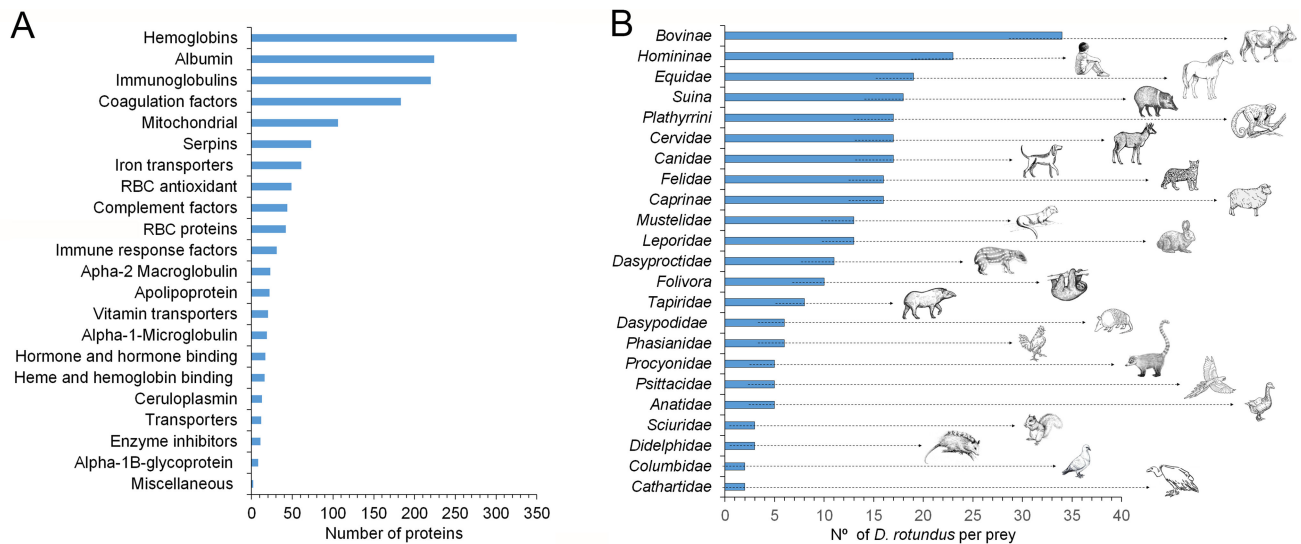 A
Hemoglobins
Albumin
Immunoglobulins
Coagulation factors
Mitochondrial
Serpins
Iron transporters
RBC antioxidant
Complement factors
RBC proteins
Immune response factors
Apha-2 Macroglobulin
Apolipoprotein
Vitamin transporters
Alpha-1-Microglobulin
Hormone and hormone binding
Heme and hemoglobin binding
Ceruloplasmin
Transporters
Enzyme inhibitors
Alpha-1B-glycoprotein
Miscellaneous
0 50 100 150 200 250 300 350
Number of proteins
B
Bovinae
Homininae
Equidae
Suina
Plathyrrini
Cervidae
Canidae
Felidae
Caprinae
Mustelidae
Leporidae
Dasyproctidae
Folivora
Tapiridae
Dasypodidae
Phasianidae
Procyonidae
Psittacidae
Anatidae
Sciuridae
Didelphidae
Columbidae
Cathartidae
0 5 10 15 20 25 30 35 40
Nº of D. rotundus per prey